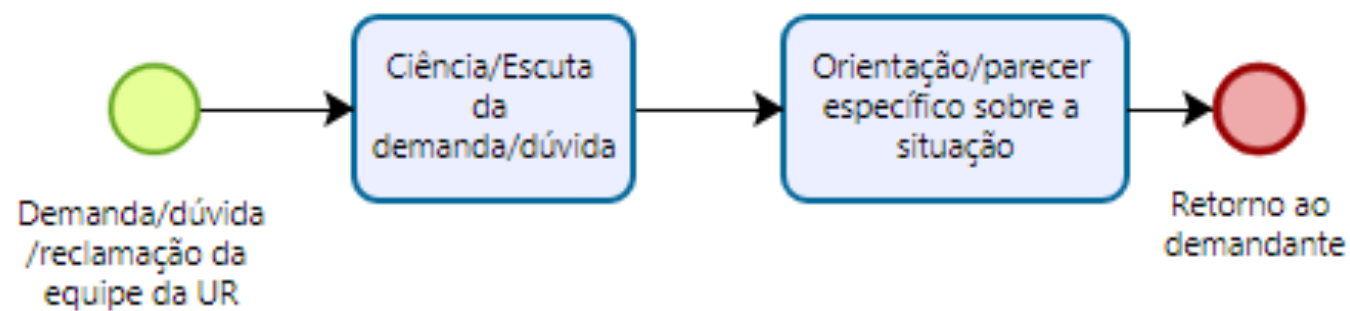 Demanda/dúvida
/reclamação da
equipe da UR
Ciência/Escuta
da
demanda/dúvida
Orientação/parecer
específico sobre a
situação
Retorno ao
demandante